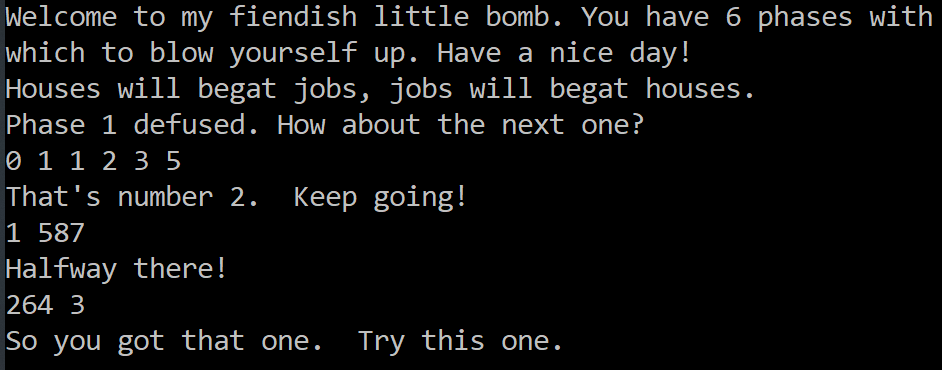 Welcome to my fiendish little bomb. You have 6 phases with
which to blow yourself up. Have a nice day!
Houses will begat jobs, jobs will begat houses.
Phase 1 defused. How about the next one?
0 1 1 2 3 5
That's number 2.  Keep going!
1 587
Halfway there!
264 3
So you got that one.  Try this one.